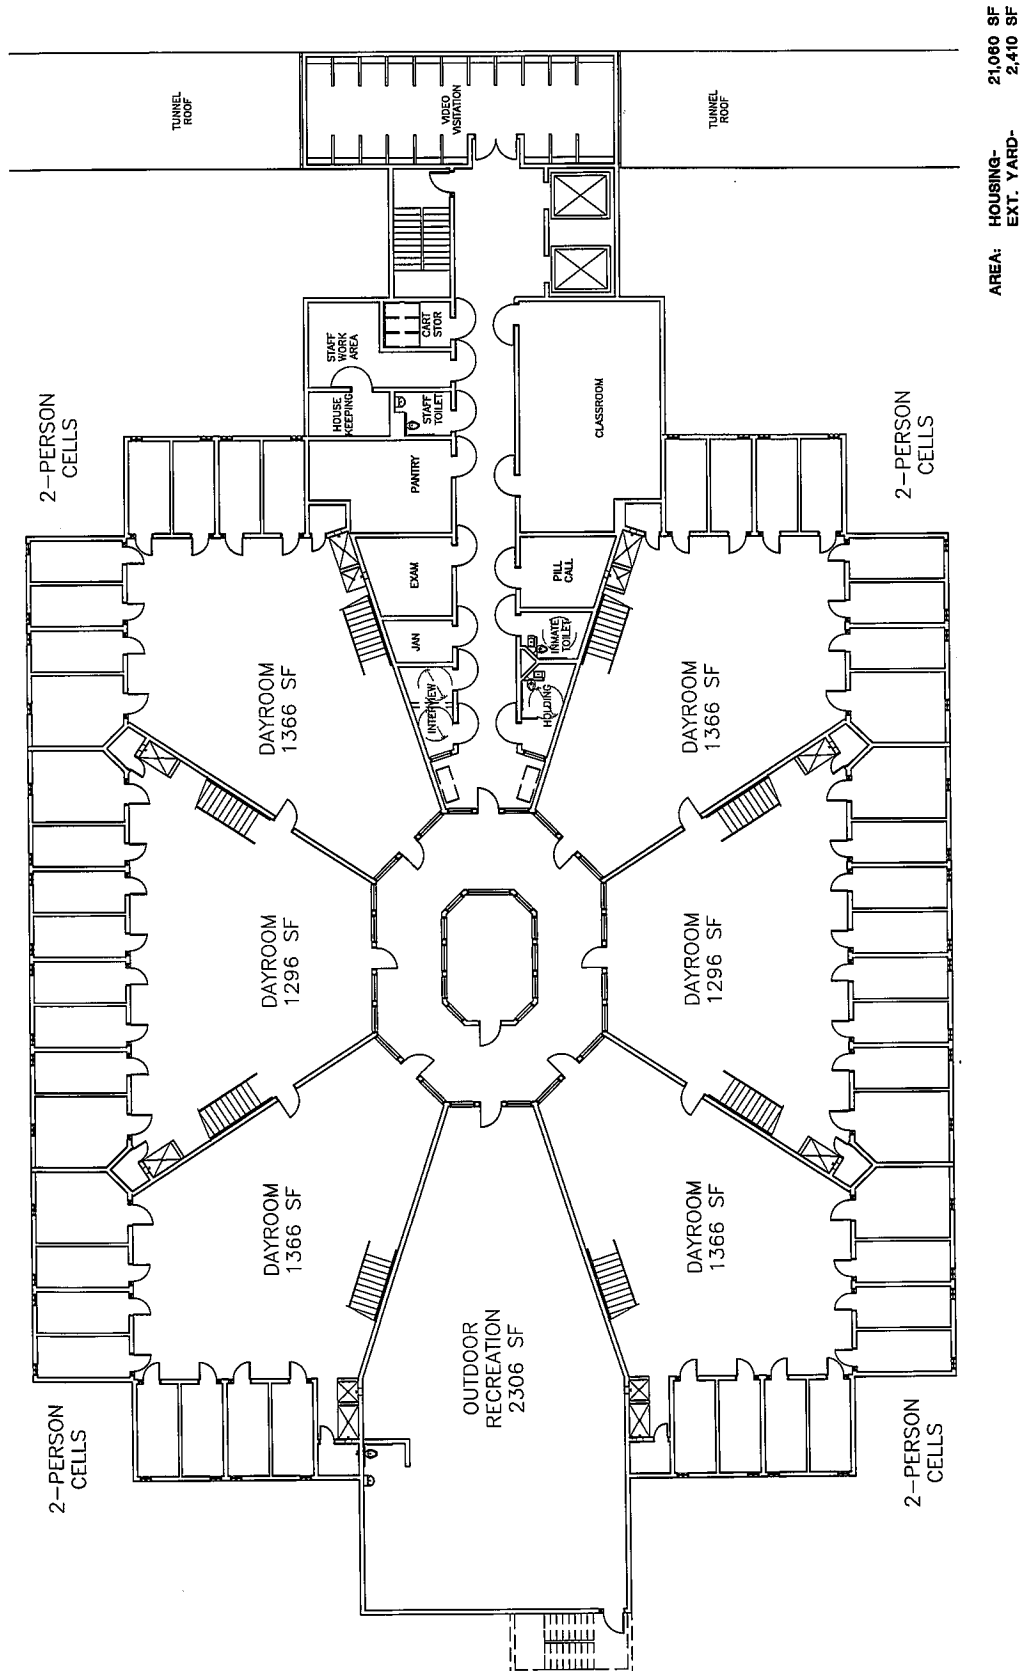 AREA: HOUSING- 21,060 SF
EXT. YARD- 2,410 SF
TUNNEL
ROOF
VIDEO
VISITATION
TUNNEL
ROOF
2-PERSON
CELLS
STAFF
WORK
AREA
CART
STOR
HOUSE
KEEPING
STAFF
TOILET
PANTRY
CLASSROOM
2-PERSON
CELLS
EXAM
PILL
CALL
JAN
INMATE
TOILET
INTERVIEW
HOLDING
DAYROOM
1366 SF
DAYROOM
1366 SF
DAYROOM
1296 SF
DAYROOM
1296 SF
DAYROOM
1366 SF
DAYROOM
1366 SF
OUTDOOR
RECREATION
2306 SF
2-PERSON
CELLS
2-PERSON
CELLS